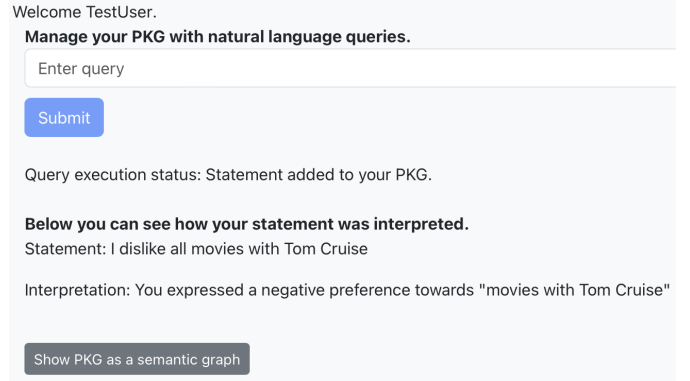 Welcome TestUser.
Manage your PKG with natural language queries.
Enter query
Submit
Query execution status: Statement added to your PKG.
Below you can see how your statement was interpreted.
Statement: I dislike all movies with Tom Cruise
Interpretation: You expressed a negative preference towards "movies with Tom Cruise"
Show PKG as a semantic graph